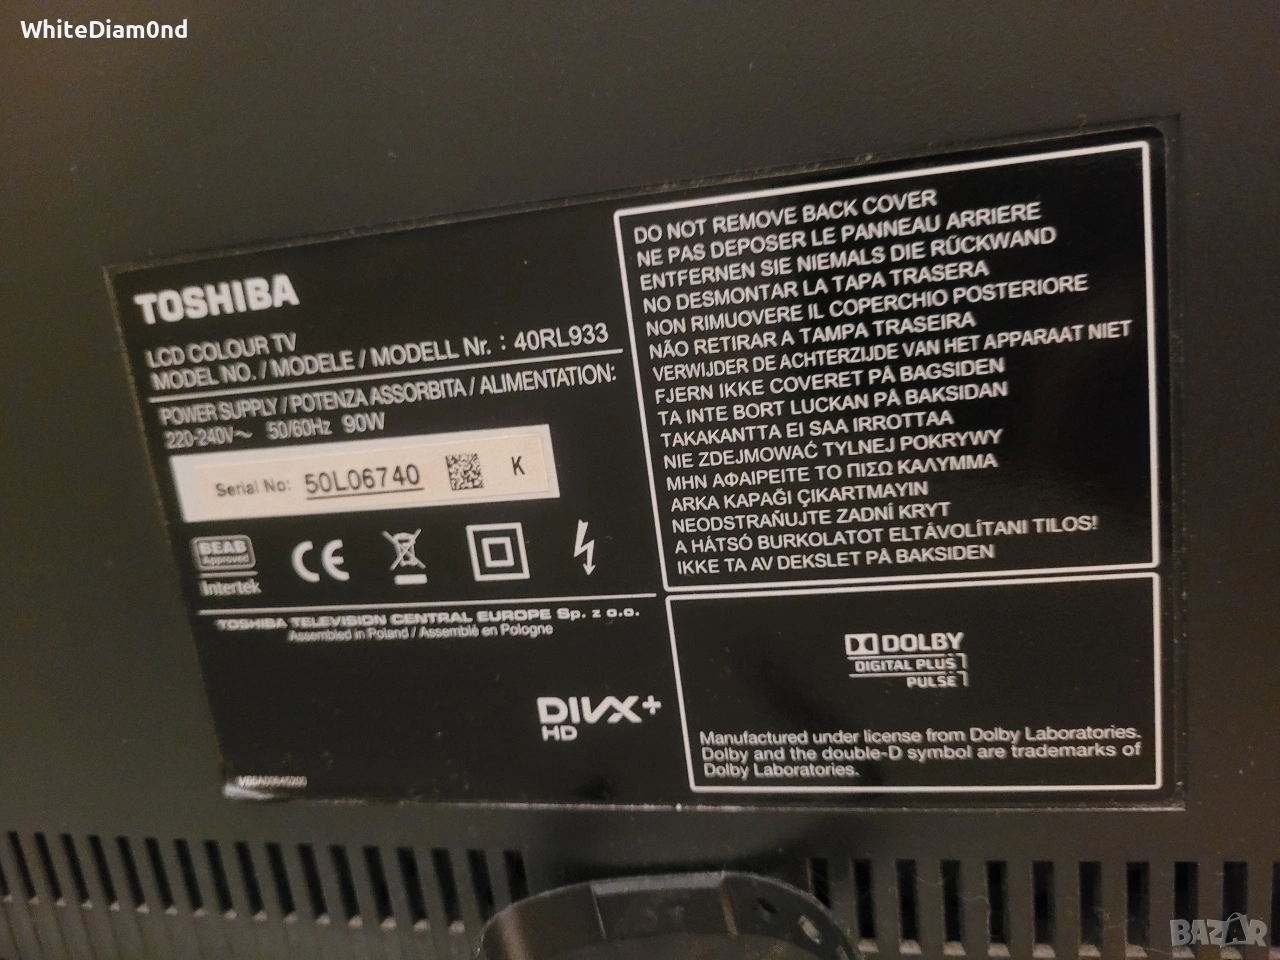 WhiteDiam0nd
TOSHIBA
LCD COLOUR TV
MODEL NO. / MODELE / MODELL Nr. : 40RL933
POWER SUPPLY / POTENZA ASSORBITA / ALIMENTATION:
220-240V~ 50/60Hz 90W
Serial No: 50L06740 K
BEAB
Approved
Intertek
CE
TOSHIBA TELEVISION CENTRAL EUROPE Sp. z o.o.
Assembled in Poland / Assemblé en Pologne
DIVX+
HD
DO NOT REMOVE BACK COVER
NE PAS DEPOSER LE PANNEAU ARRIERE
ENTFERNEN SIE NIEMALS DIE RÜCKWAND
NO DESMONTAR LA TAPA TRASERA
NON RIMUOVERE IL COPERCHIO POSTERIORE
NÃO RETIRAR A TAMPA TRASEIRA
VERWIJDER DE ACHTERZIJDE VAN HET APPARAAT NIET
FJERN IKKE COVERET PÅ BAGSIDEN
TA INTE BORT LUCKAN PÅ BAKSIDAN
TAKAKANTTA EI SAA IRROTTAA
NIE ZDEJMOWAĆ TYLNEJ POKRYWY
ΜΗΝ ΑΦΑΙΡΕΙΤΕ ΤΟ ΠΙΣΩ ΚΑΛΥΜΜΑ
ARKA KAPAĞI ÇIKARTMAYIN
NEODSTRAŇUJTE ZADNÍ KRYT
A HÁTSÓ BURKOLATOT ELTÁVOLÍTANI TILOS!
IKKE TA AV DEKSLET PÅ BAKSIDEN
DOLBY
DIGITAL PLUS
PULSE
Manufactured under license from Dolby Laboratories.
Dolby and the double-D symbol are trademarks of
Dolby Laboratories.
BAZAR